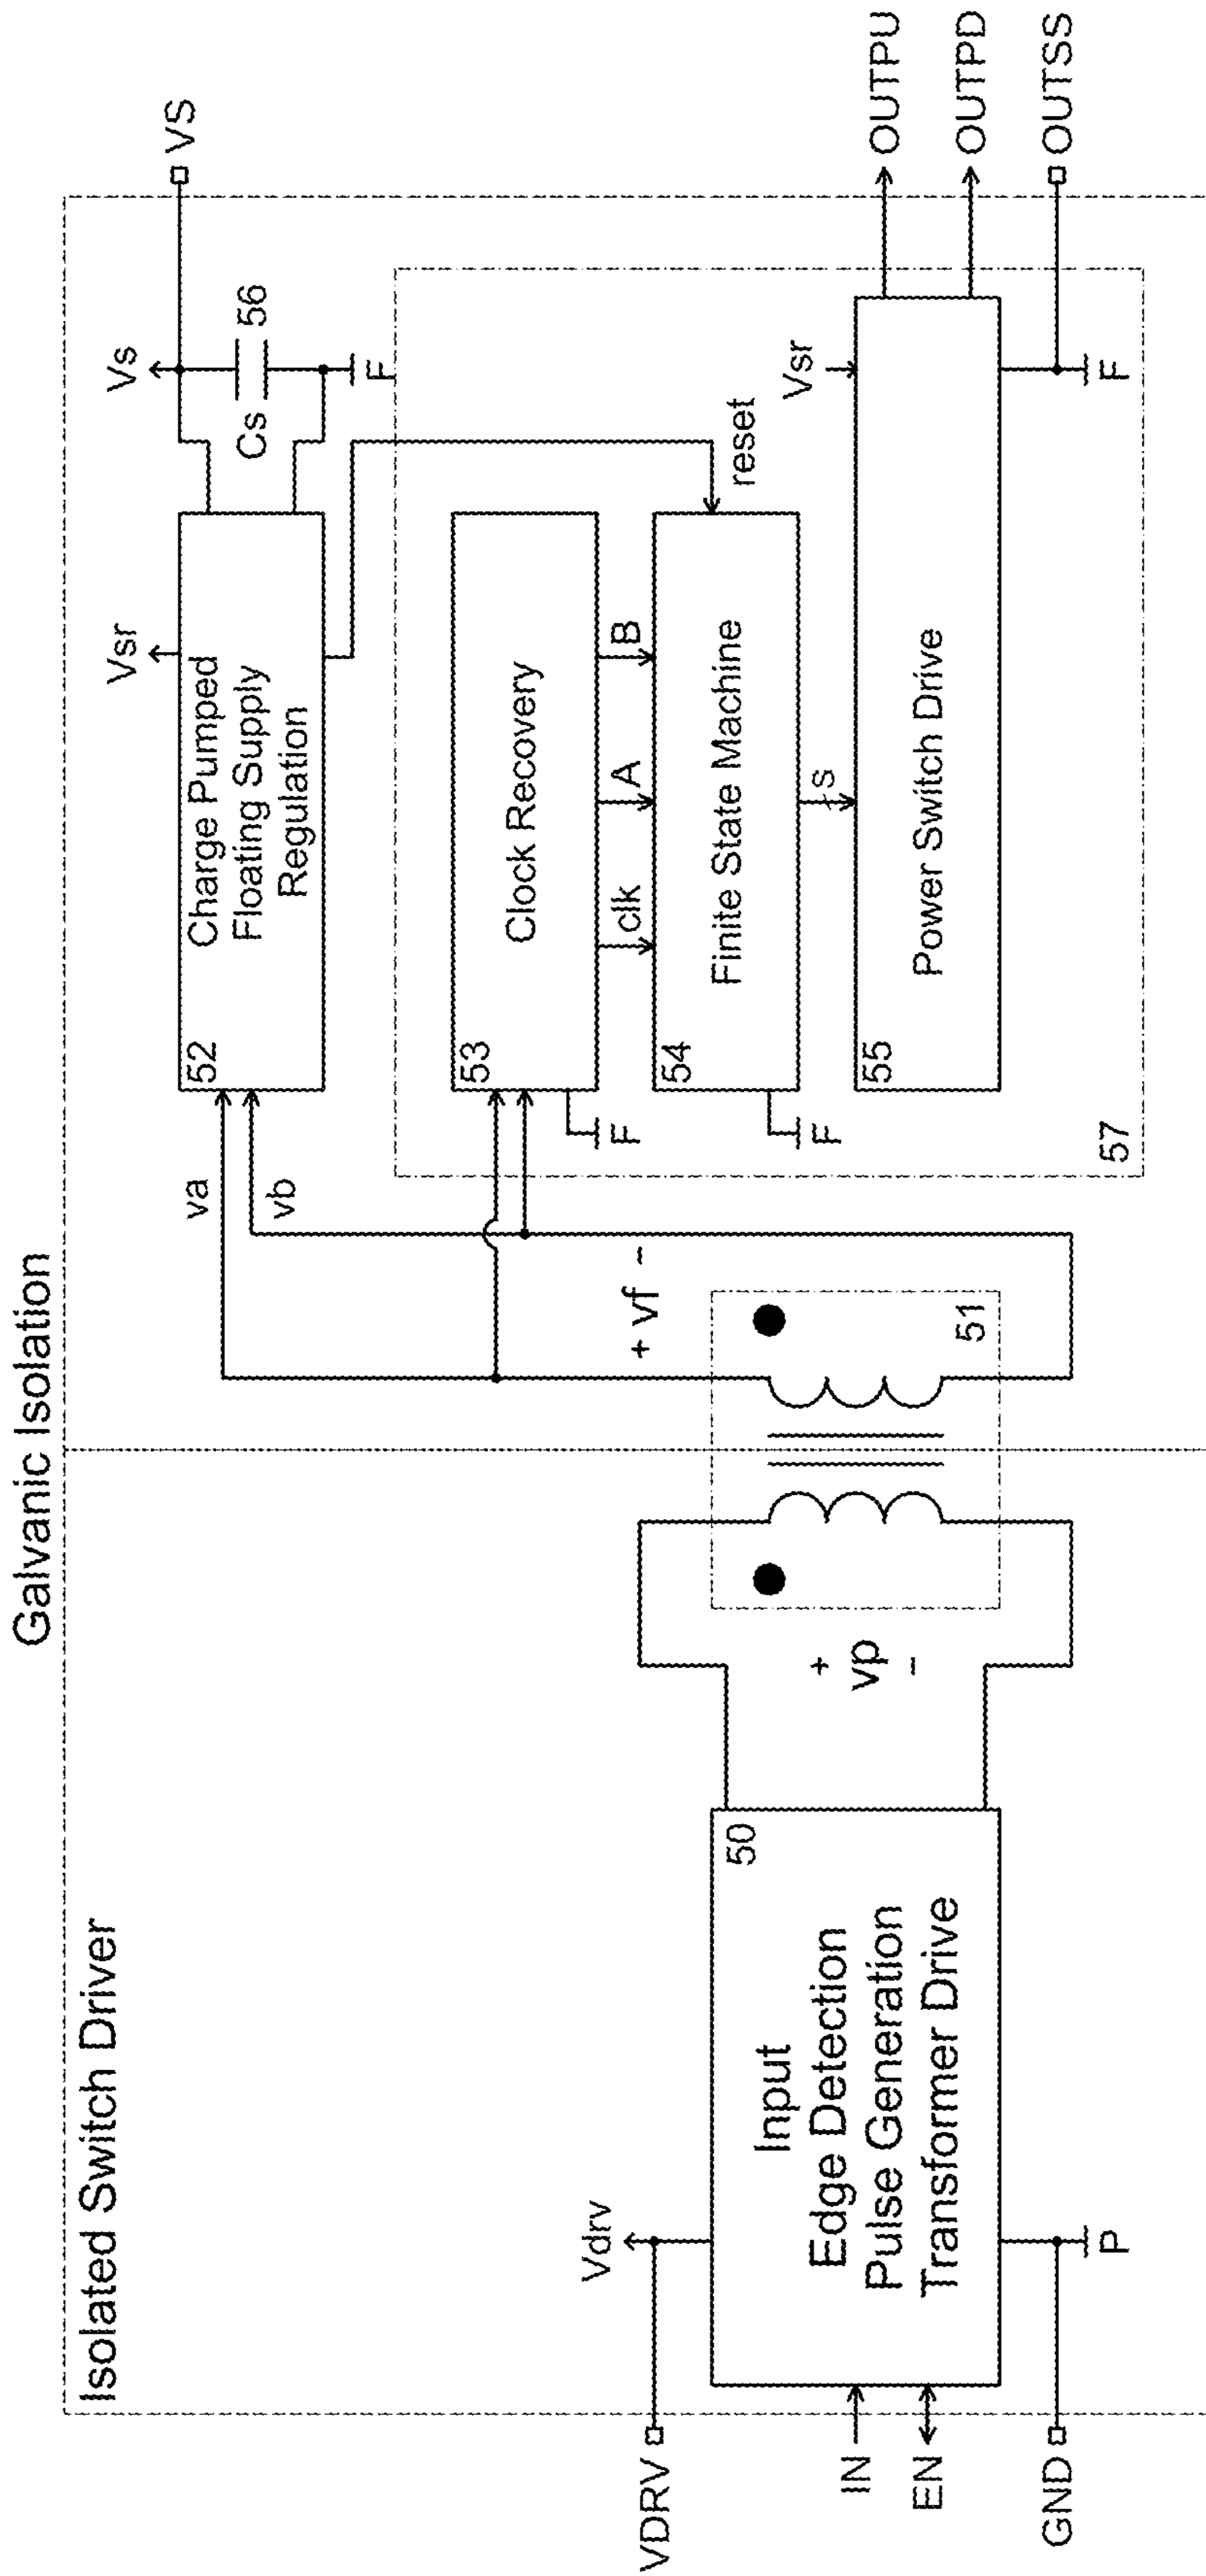 Galvanic Isolation
Isolated Switch Driver
VDRV
Vdrv
IN
EN
GND
P
50
Input
Edge Detection
Pulse Generation
Transformer Drive
+
vp
-
51
+ vf -
va
vb
52
Charge Pumped
Floating Supply
Regulation
Vsr
Vs
VS
Cs
56
F
53
Clock Recovery
F
clk
A
B
54
Finite State Machine
F
reset
s
55
Power Switch Drive
Vsr
F
57
OUTPU
OUTPD
OUTSS